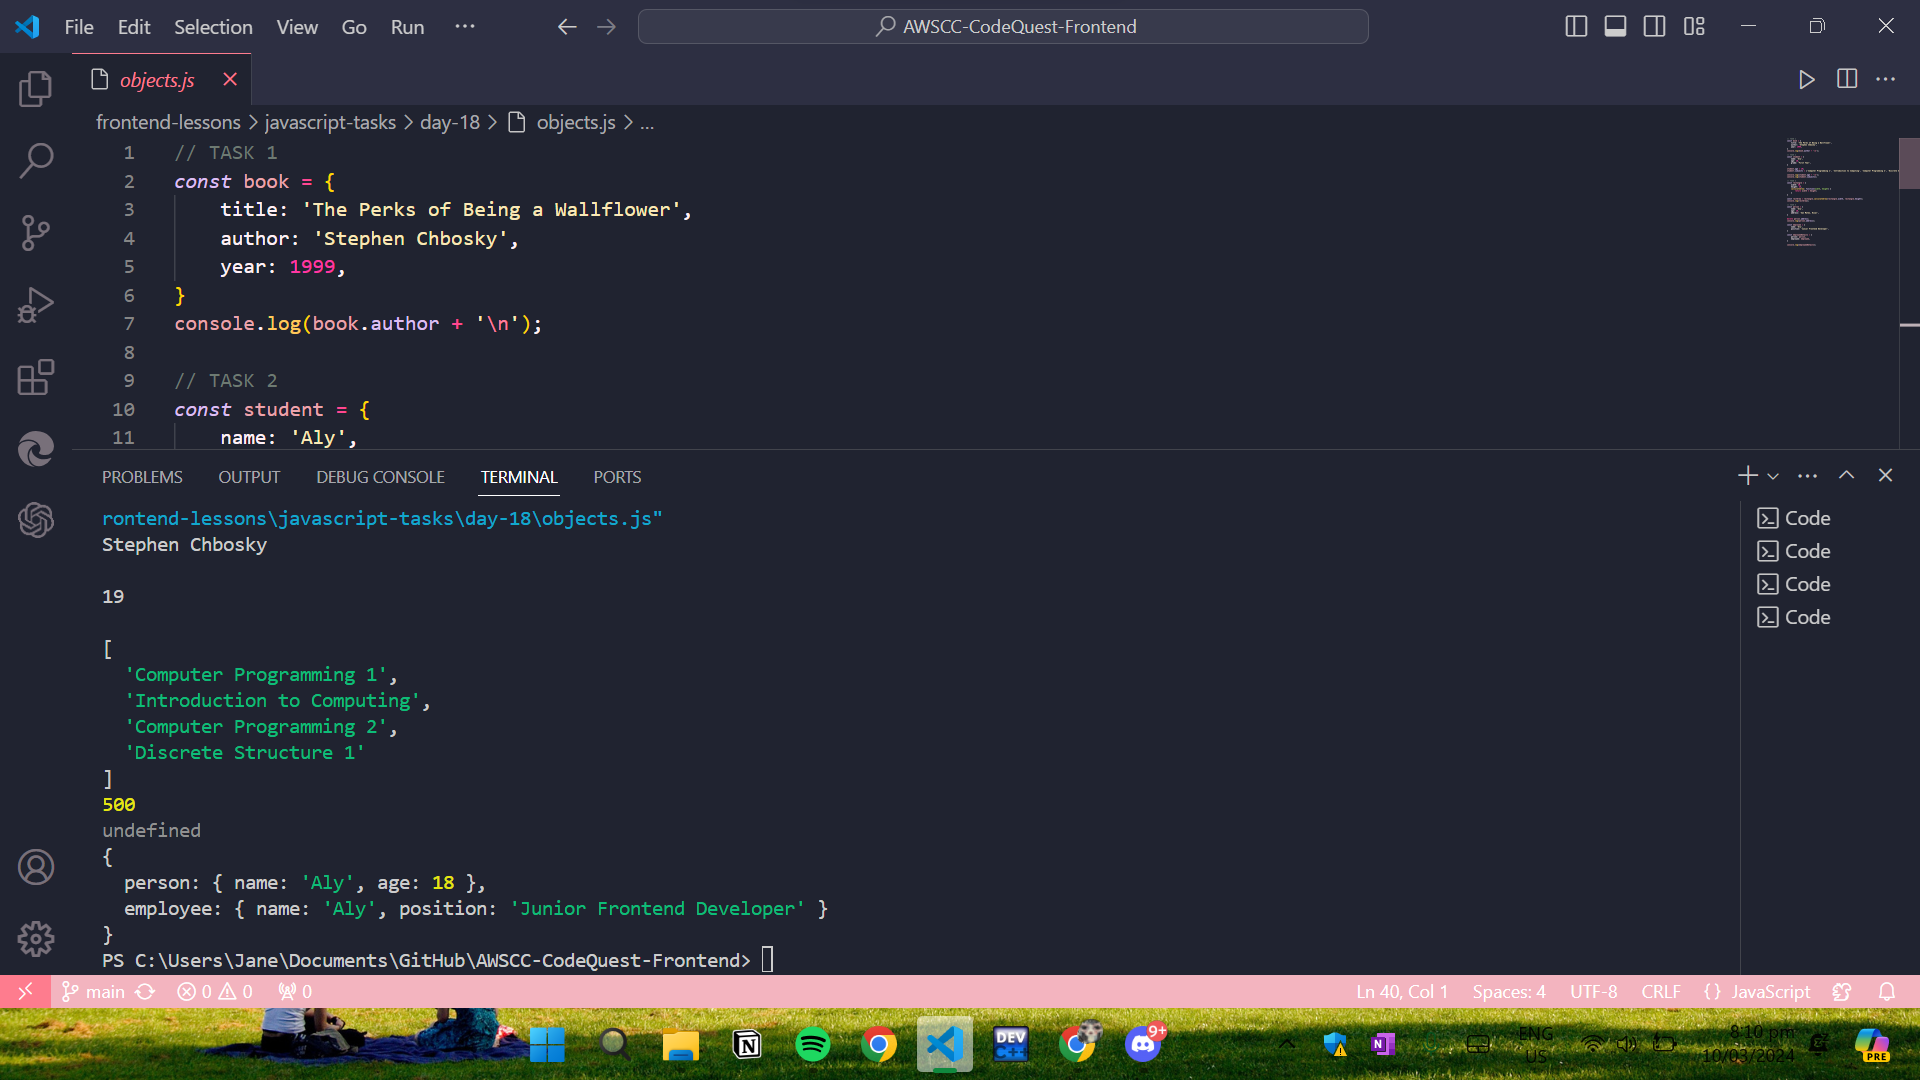 File Edit Selection View Go Run ··· AWSCC-CodeQuest-Frontend
objects.js
frontend-lessons > javascript-tasks > day-18 > objects.js > ...
1 // TASK 1
2 const book = {
3 title: 'The Perks of Being a Wallflower',
4 author: 'Stephen Chbosky',
5 year: 1999,
6 }
7 console.log(book.author + '\n');
8
9 // TASK 2
10 const student = {
11 name: 'Aly',
PROBLEMS OUTPUT DEBUG CONSOLE TERMINAL PORTS
rontend-lessons\javascript-tasks\day-18\objects.js"
Stephen Chbosky
19
[
'Computer Programming 1',
'Introduction to Computing',
'Computer Programming 2',
'Discrete Structure 1'
]
500
undefined
{
person: { name: 'Aly', age: 18 },
employee: { name: 'Aly', position: 'Junior Frontend Developer' }
}
PS C:\Users\Jane\Documents\GitHub\AWSCC-CodeQuest-Frontend>
Code
Code
Code
Code
main 0 0 0 Ln 40, Col 1 Spaces: 4 UTF-8 CRLF {} JavaScript
DEV C++ 9+ N ENG US 8:10 pm 10/03/2024 PRE